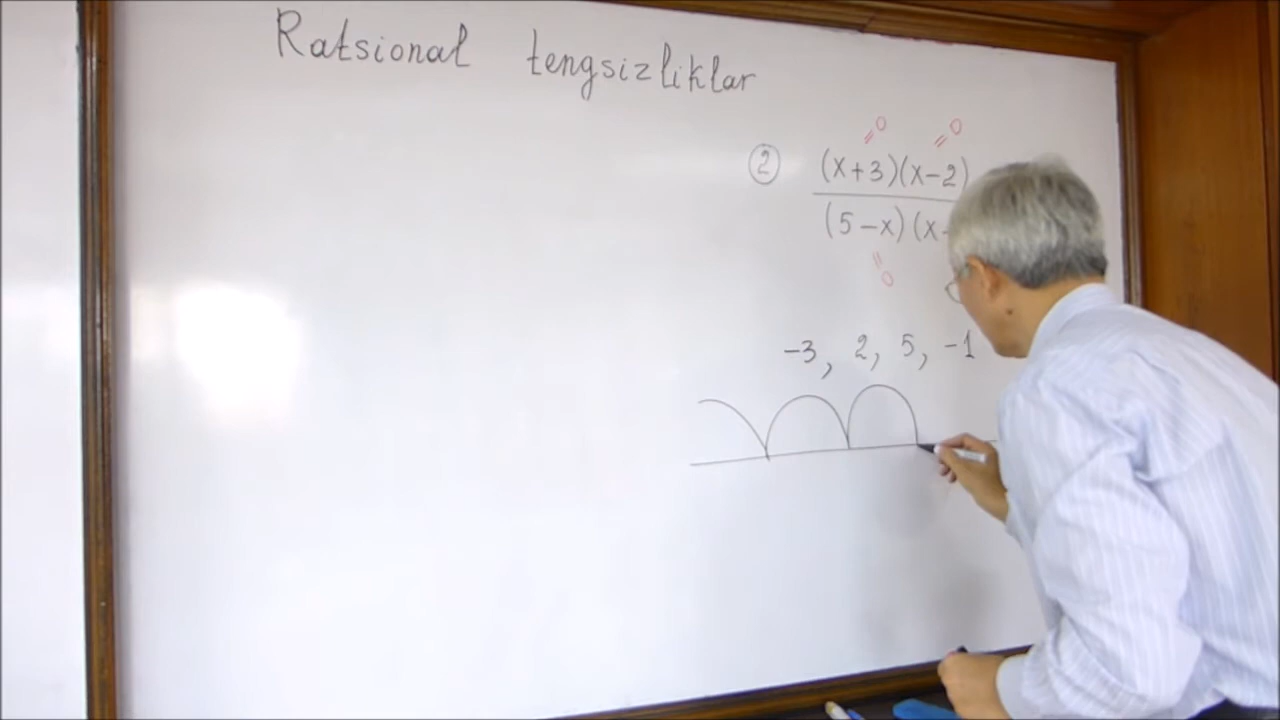 Ratsional tengsizliklar
= 0 = 0
② (x+3)(x-2)
(5-x)(x-
= 0
-3, 2, 5, -1